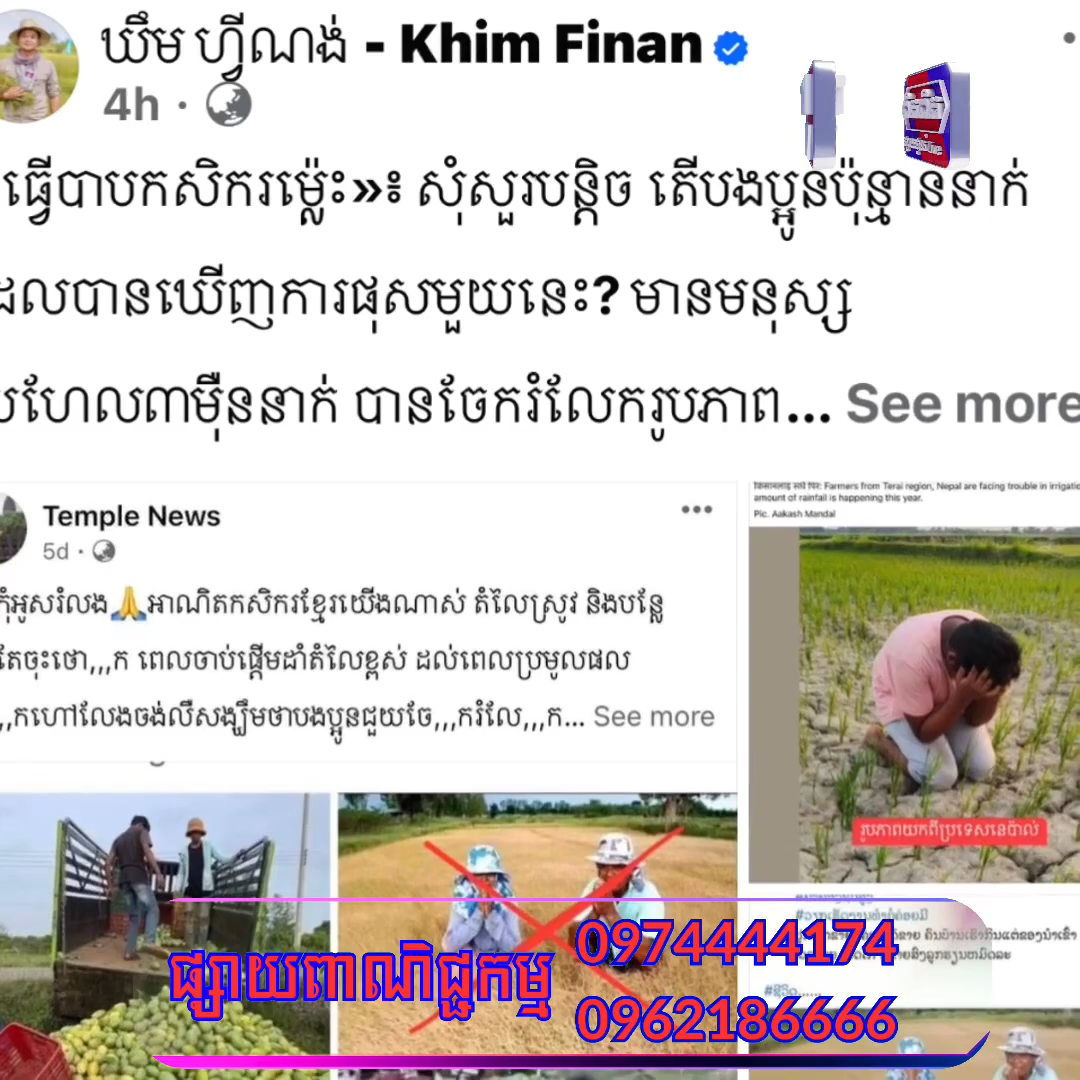 ឃឹម ហ្វីណង់ - Khim Finan
4h ·
ធ្វើបាបកសិករម្ល៉េះ»៖ សុំសួរបន្តិច តើបងប្អូនប៉ុន្មាននាក់
ដែលបានឃើញការផុសមួយនេះ? មានមនុស្ស
ហែល៣ម៉ឺននាក់ បានចែករំលែករូបភាព... See more
Temple News
5d ·
កុំអូសរំលង🙏អាណិតកសិករខ្មែរយើងណាស់ តំលៃស្រូវ និងបន្លែ
តែចុះថោ,,,ក ពេលចាប់ផ្ដើមដាំតំលៃខ្ពស់ ដល់ពេលប្រមូលផល
,,,កហៅលែងចង់លឺសង្ឃឹមថាបងប្អូនជួយចែ,,,ករំលែ,,,ក... See more
Farmers from Terai region, Nepal are facing trouble in irrigatio
amount of rainfall is happening this year.
Pic. Aakash Mandal
រូបភាពយកពីប្រទេសនេប៉ាល់
ផ្សាយពាណិជ្ជកម្ម
0974444174
0962186666
#ຊີວິດ......